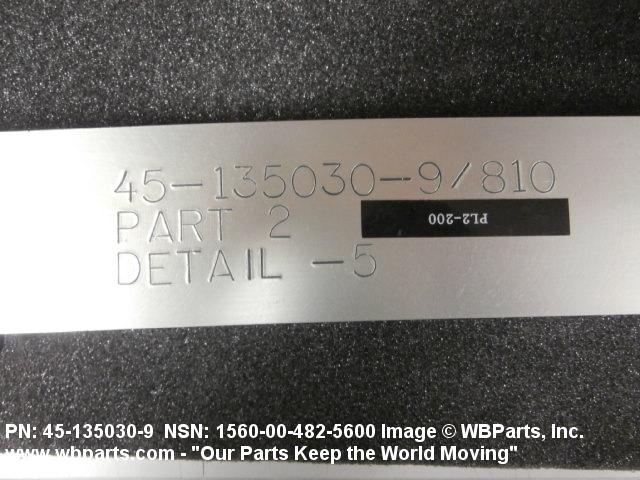 45-135030-9/810
PART 2
PL2-200
DETAIL -5
PN: 45-135030-9 NSN: 1560-00-482-5600 Image © WBParts, Inc.
www.wbparts.com - "Our Parts Keep the World Moving"